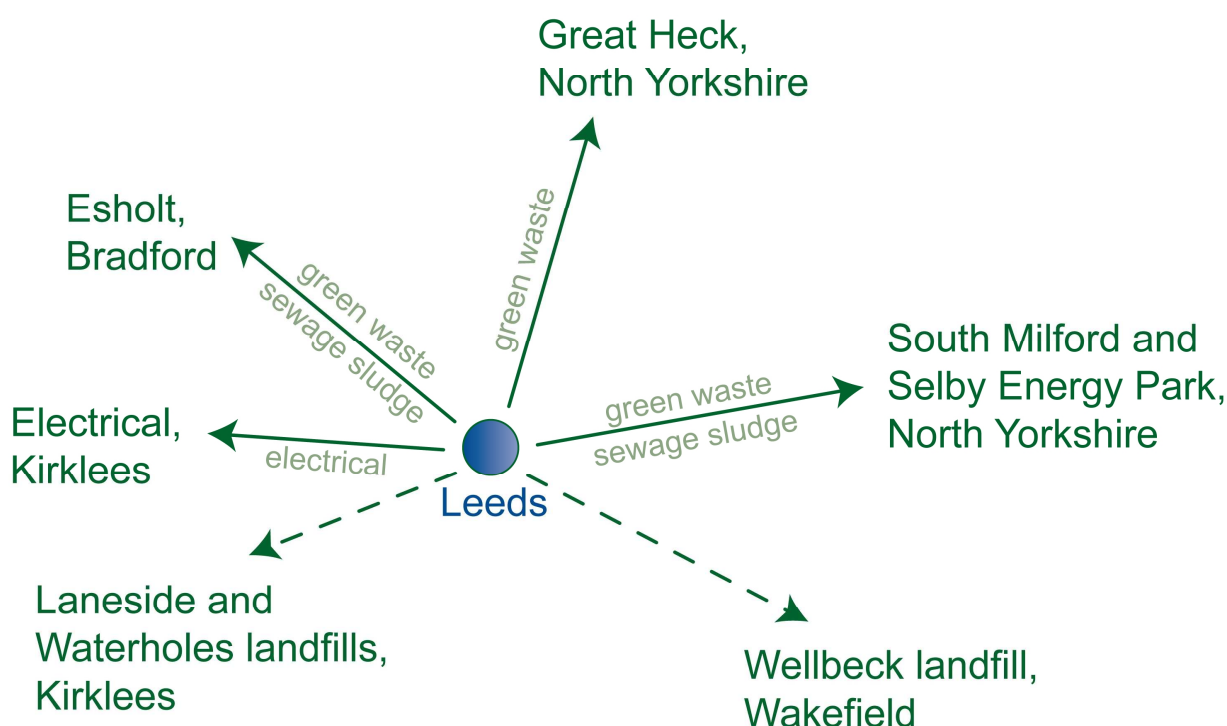 Great Heck,
North Yorkshire
Esholt,
Bradford
green waste
sewage sludge
green waste
South Milford and
Selby Energy Park,
North Yorkshire
green waste
sewage sludge
Electrical,
Kirklees
electrical
Leeds
Laneside and
Waterholes landfills,
Kirklees
Wellbeck landfill,
Wakefield